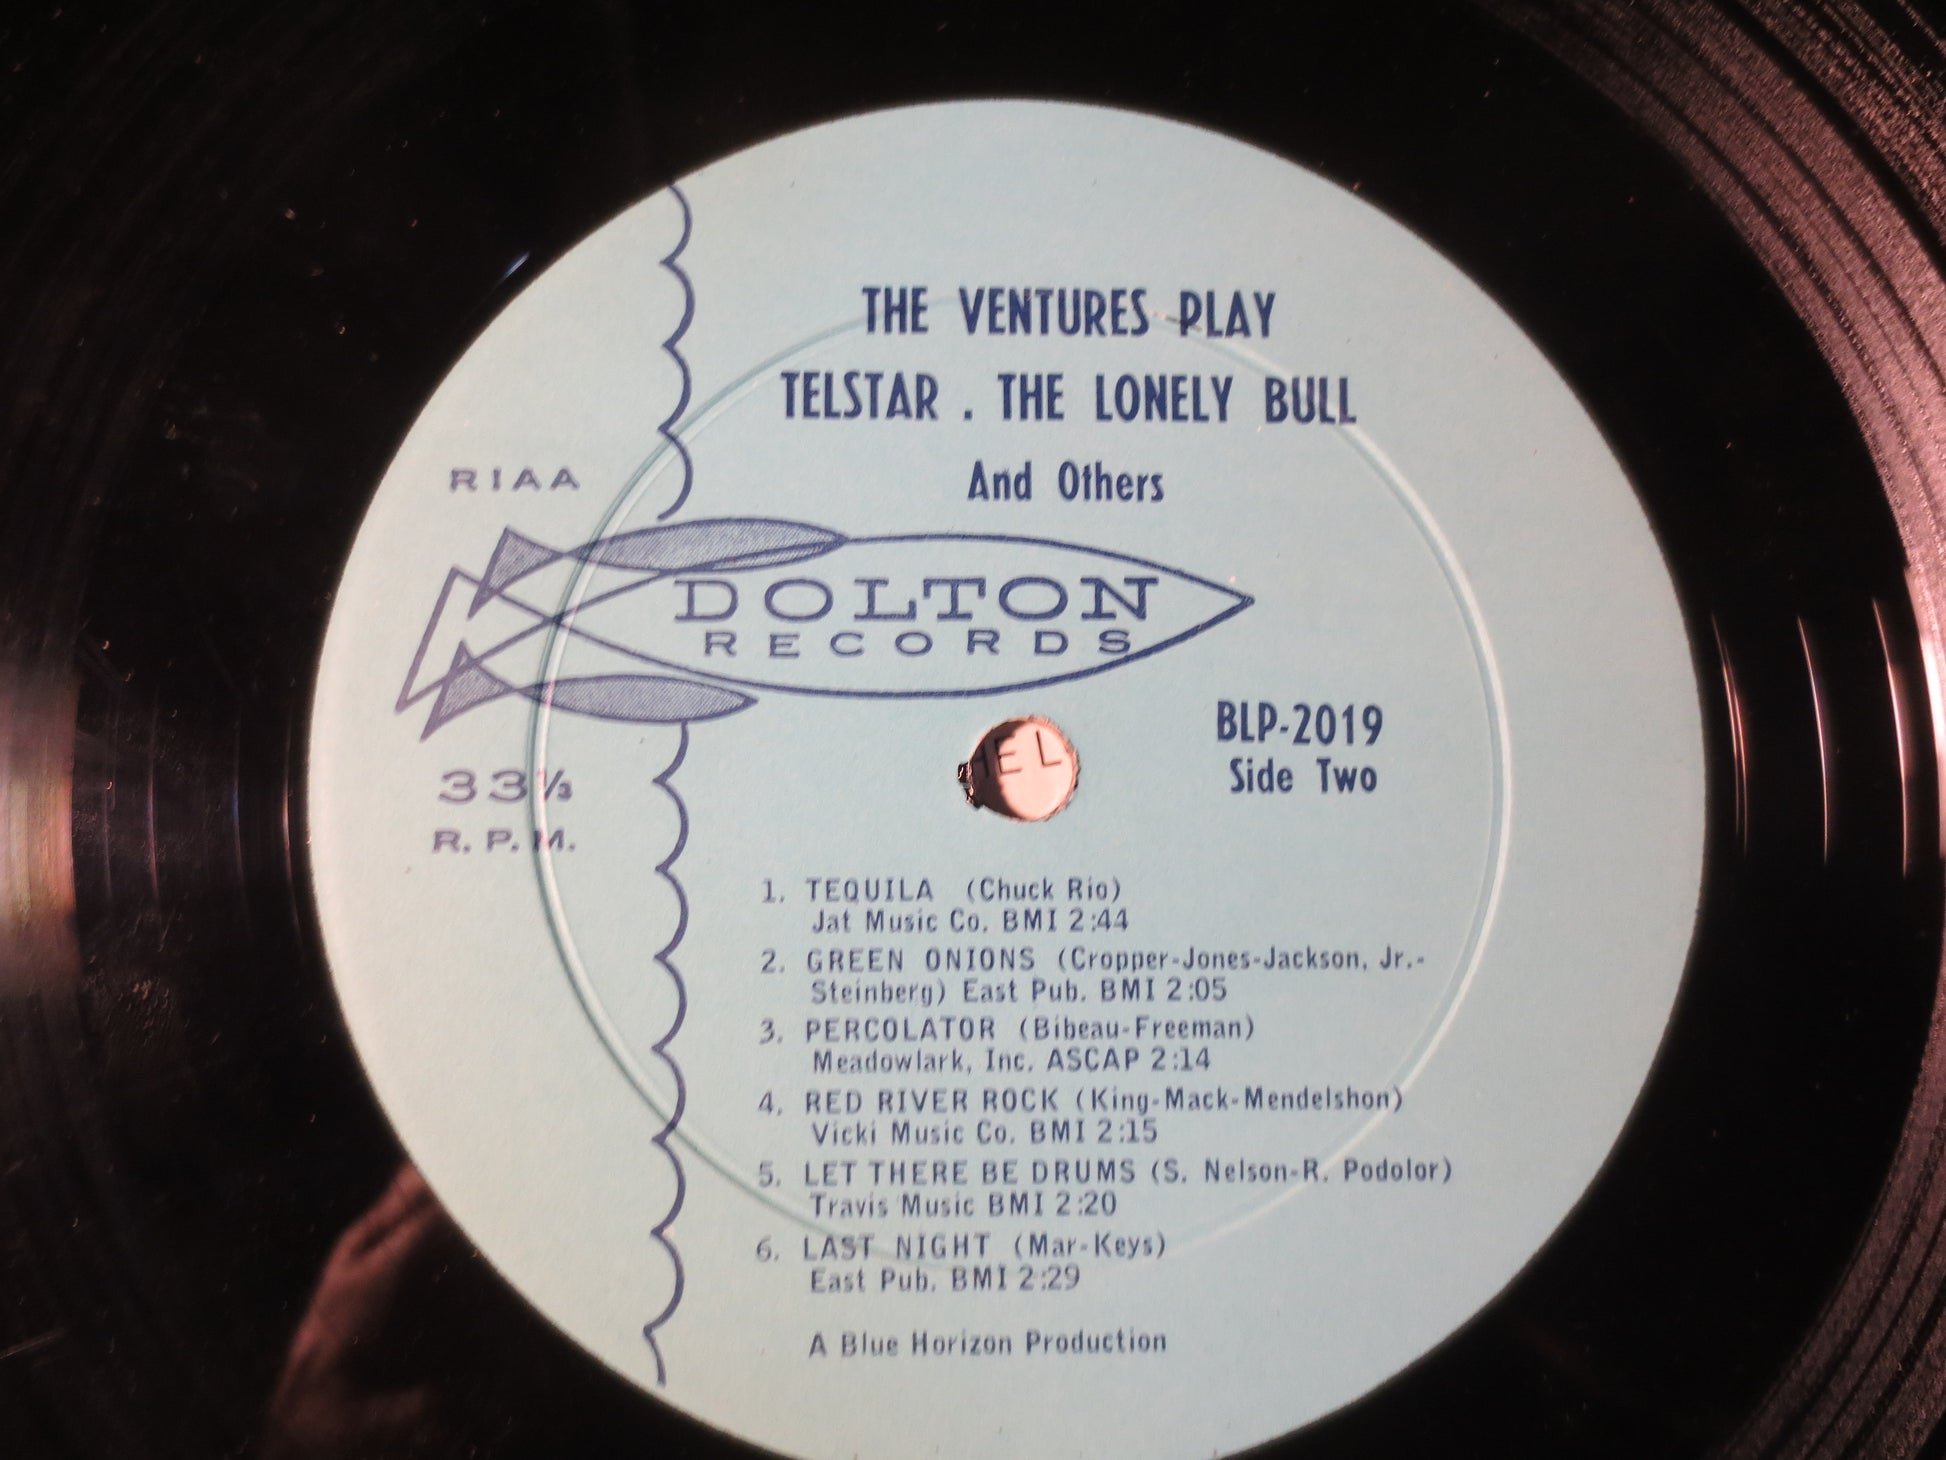 THE VENTURES PLAY
TELSTAR . THE LONELY BULL
And Others
RIAA
DOLTON
RECORDS
BLP-2019
Side Two
33⅓
R. P. M.
1. TEQUILA (Chuck Rio)
Jat Music Co. BMI 2:44
2. GREEN ONIONS (Cropper-Jones-Jackson, Jr.-
Steinberg) East Pub. BMI 2:05
3. PERCOLATOR (Bibeau-Freeman)
Meadowlark, Inc. ASCAP 2:14
4. RED RIVER ROCK (King-Mack-Mendelshon)
Vicki Music Co. BMI 2:15
5. LET THERE BE DRUMS (S. Nelson-R. Podolor)
Travis Music BMI 2:20
6. LAST NIGHT (Mar-Keys)
East Pub. BMI 2:29
A Blue Horizon Production